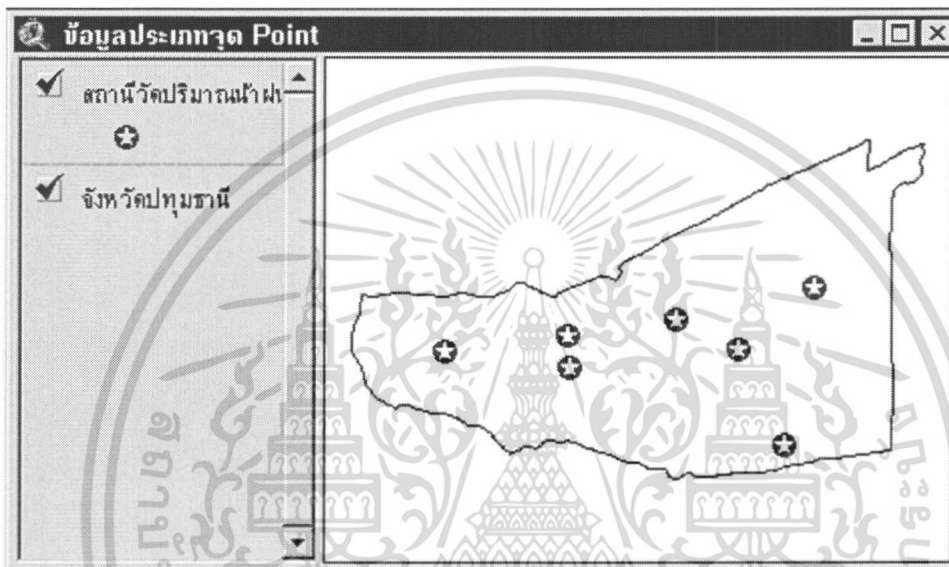 ข้อมูลประเภทจุด Point
สถานีวัดปริมาณน้ำฝน
จังหวัดปทุมธานี